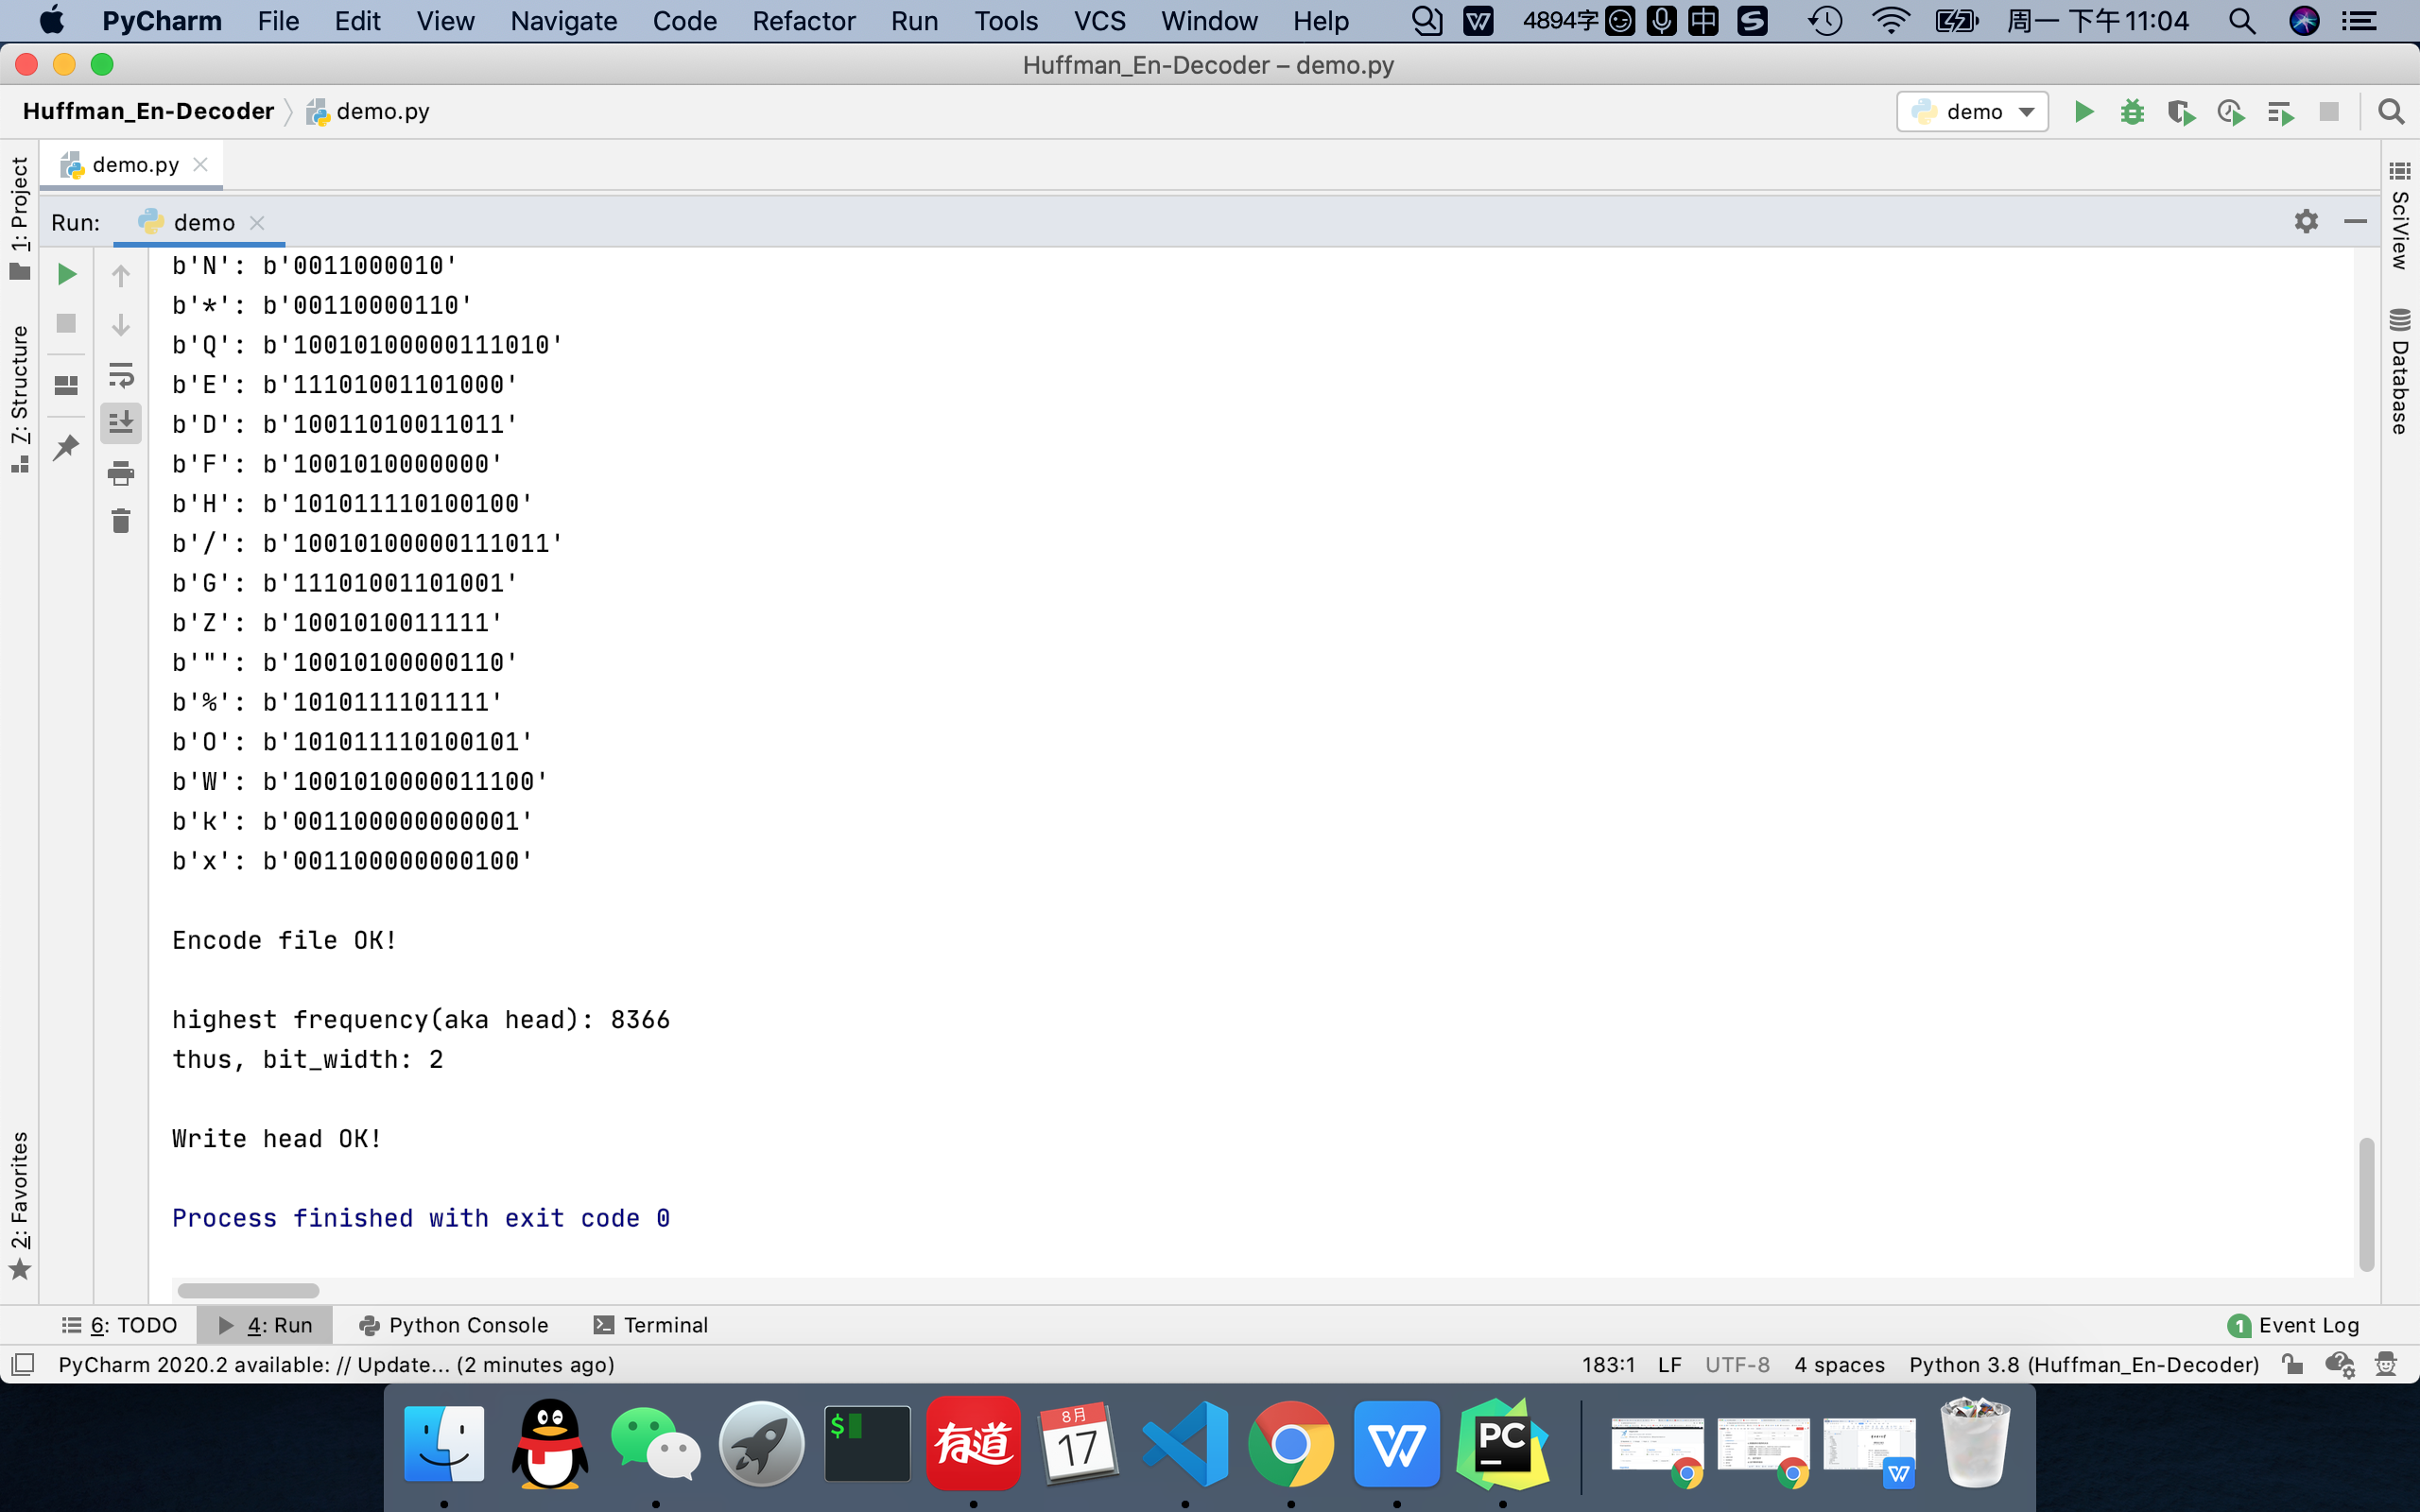 PyCharm File Edit View Navigate Code Refactor Run Tools VCS Window Help 4894字 中 周一 下午11:04
Huffman_En-Decoder – demo.py
Huffman_En-Decoder demo.py demo
demo.py
Run: demo
1: Project
7: Structure
2: Favorites
SciView
Database
b'N': b'0011000010'
b'*': b'00110000110'
b'Q': b'10010100000111010'
b'E': b'11101001101000'
b'D': b'10011010011011'
b'F': b'1001010000000'
b'H': b'101011110100100'
b'/': b'10010100000111011'
b'G': b'11101001101001'
b'Z': b'1001010011111'
b'"': b'10010100000110'
b'%': b'1010111101111'
b'O': b'101011110100101'
b'W': b'1001010000011100'
b'k': b'001100000000001'
b'x': b'001100000000100'
Encode file OK!
highest frequency(aka head): 8366
thus, bit_width: 2
Write head OK!
Process finished with exit code 0
6: TODO 4: Run Python Console Terminal 1 Event Log
PyCharm 2020.2 available: // Update... (2 minutes ago) 183:1 LF UTF-8 4 spaces Python 3.8 (Huffman_En-Decoder)
$
有道
8月
17
PC